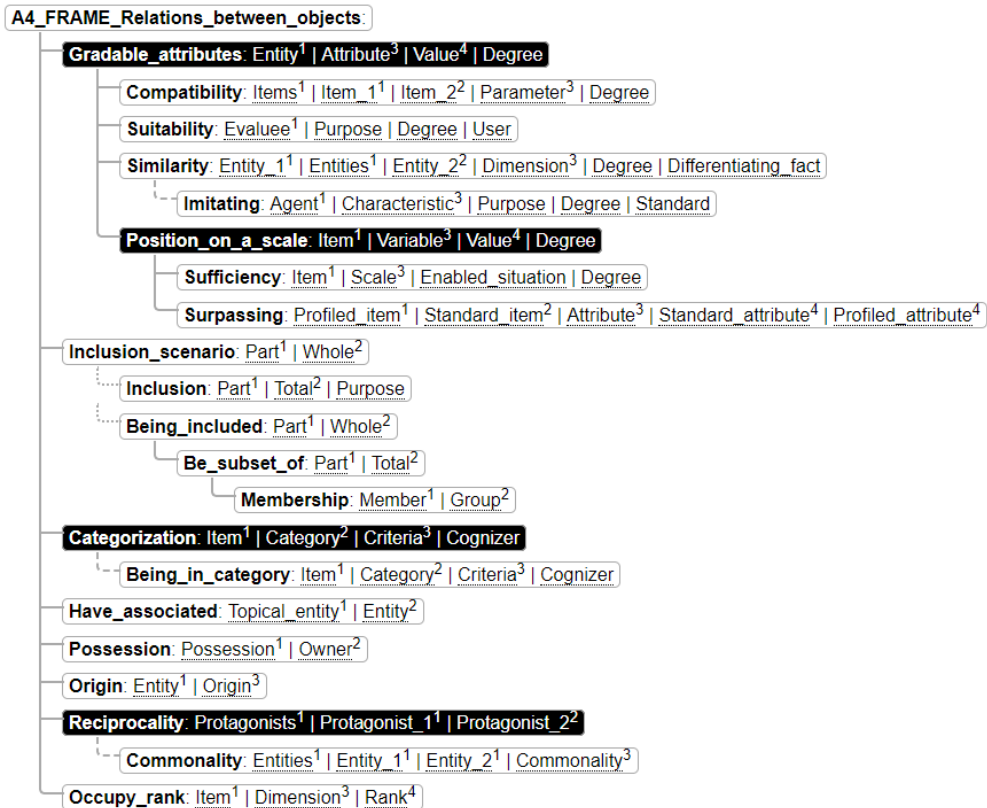 A4_FRAME_Relations_between_objects:
Gradable_attributes: Entity¹ | Attribute³ | Value⁴ | Degree
Compatibility: Items¹ | Item_1¹ | Item_2² | Parameter³ | Degree
Suitability: Evaluee¹ | Purpose | Degree | User
Similarity: Entity_1¹ | Entities¹ | Entity_2² | Dimension³ | Degree | Differentiating_fact
Imitating: Agent¹ | Characteristic³ | Purpose | Degree | Standard
Position_on_a_scale: Item¹ | Variable³ | Value⁴ | Degree
Sufficiency: Item¹ | Scale³ | Enabled_situation | Degree
Surpassing: Profiled_item¹ | Standard_item² | Attribute³ | Standard_attribute⁴ | Profiled_attribute⁴
Inclusion_scenario: Part¹ | Whole²
Inclusion: Part¹ | Total² | Purpose
Being_included: Part¹ | Whole²
Be_subset_of: Part¹ | Total²
Membership: Member¹ | Group²
Categorization: Item¹ | Category² | Criteria³ | Cognizer
Being_in_category: Item¹ | Category² | Criteria³ | Cognizer
Have_associated: Topical_entity¹ | Entity²
Possession: Possession¹ | Owner²
Origin: Entity¹ | Origin³
Reciprocality: Protagonists¹ | Protagonist_1¹ | Protagonist_2²
Commonality: Entities¹ | Entity_1¹ | Entity_2¹ | Commonality³
Occupy_rank: Item¹ | Dimension³ | Rank⁴